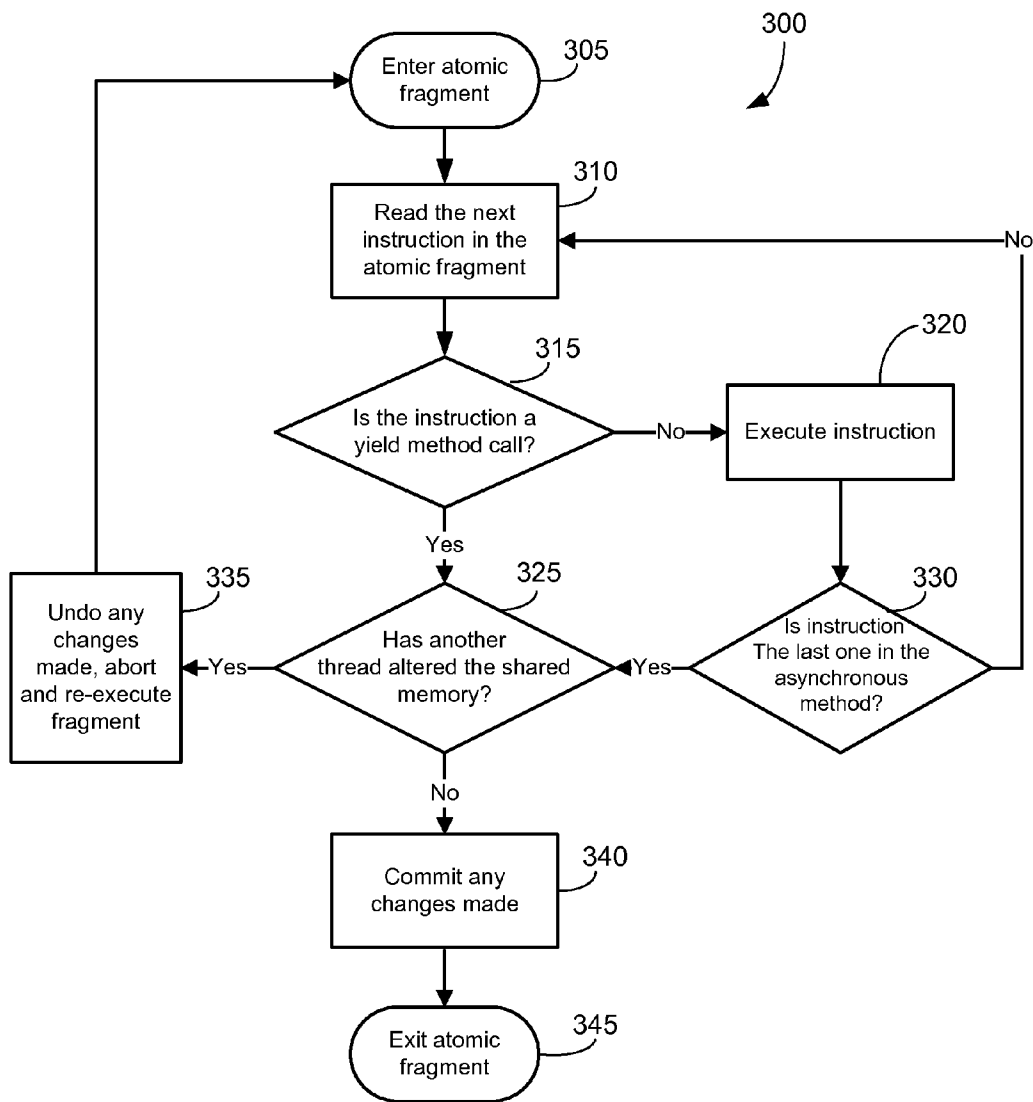 300
Enter atomic
fragment
305
310
Read the next
instruction in the
atomic fragment
No
315
320
Is the instruction a
yield method call?
No
Execute instruction
Yes
335
325
330
Undo any
changes
made, abort
and re-execute
fragment
Yes
Has another
thread altered the shared
memory?
Yes
Is instruction
The last one in the
asynchronous
method?
No
340
Commit any
changes made
345
Exit atomic
fragment